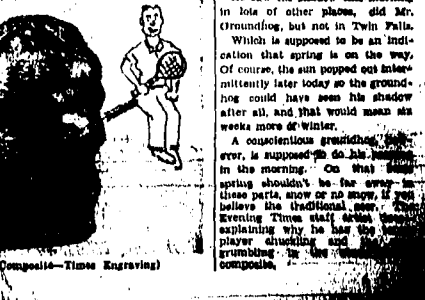 in lots of other places, did Mr.
Groundhog, but not in Twin Falls.
Which is supposed to be an indi-
cation that spring is on the way.
Of course, the sun popped out inter-
mittently later today so the ground-
hog could have seen his shadow
after all, and that would mean six
weeks more of winter.
A conscientious groundhog,
ever, is supposed to do his
in the morning. On that
spring shouldn't be far away in
these parts, snow or no snow, if you
believe the traditional
Evening Times staff artist
explaining why he has the
player chuckling and
grumbling in the
composite.
Composite—Times Engraving)